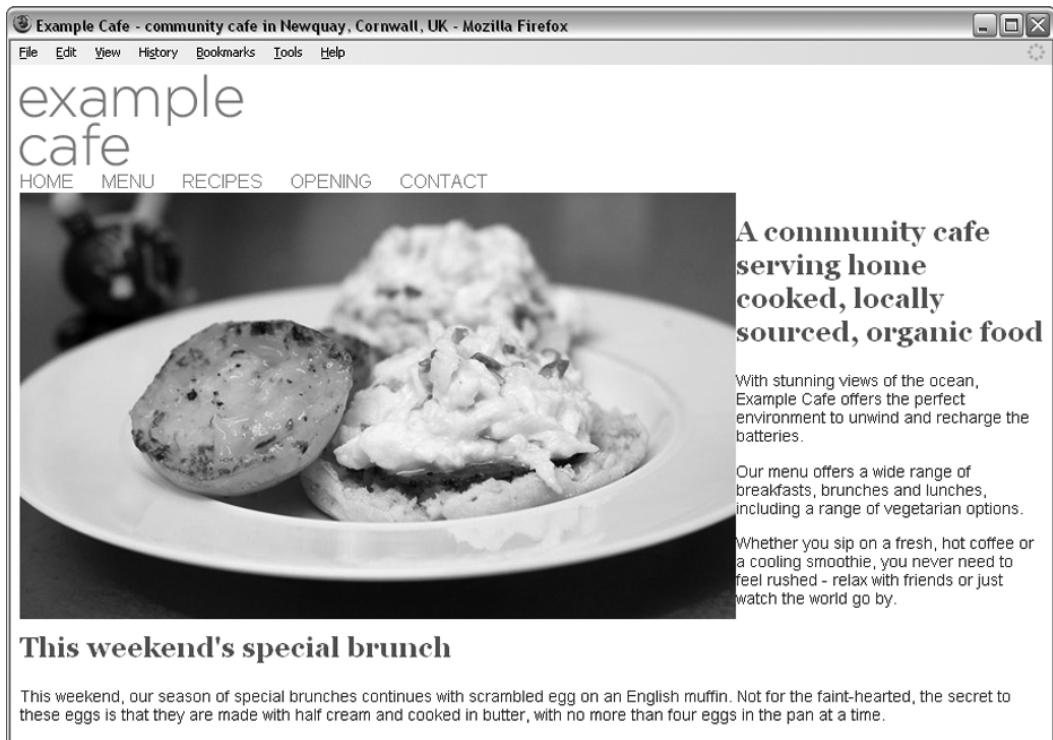 Example Cafe - community cafe in Newquay, Cornwall, UK - Mozilla Firefox
File Edit View History Bookmarks Tools Help
example
cafe
HOME MENU RECIPES OPENING CONTACT
A community cafe
serving home
cooked, locally
sourced, organic food
With stunning views of the ocean,
Example Cafe offers the perfect
environment to unwind and recharge the
batteries.
Our menu offers a wide range of
breakfasts, brunches and lunches,
including a range of vegetarian options.
Whether you sip on a fresh, hot coffee or
a cooling smoothie, you never need to
feel rushed - relax with friends or just
watch the world go by.
This weekend's special brunch
This weekend, our season of special brunches continues with scrambled egg on an English muffin. Not for the faint-hearted, the secret to
these eggs is that they are made with half cream and cooked in butter, with no more than four eggs in the pan at a time.